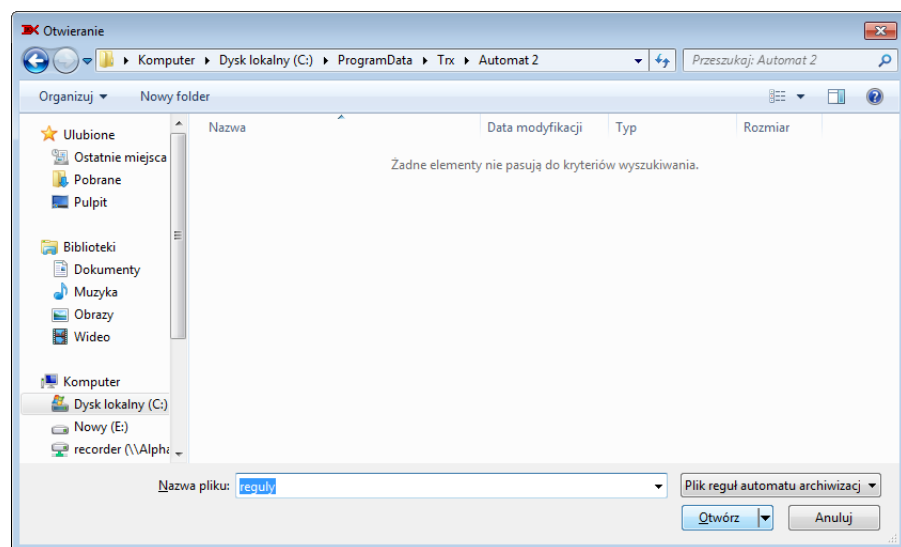 Otwieranie
Komputer ▸ Dysk lokalny (C:) ▸ ProgramData ▸ Trx ▸ Automat 2
Przeszukaj: Automat 2
Organizuj Nowy folder
Nazwa Data modyfikacji Typ Rozmiar
Żadne elementy nie pasują do kryteriów wyszukiwania.
Ulubione
Ostatnie miejsca
Pobrane
Pulpit
Biblioteki
Dokumenty
Muzyka
Obrazy
Wideo
Komputer
Dysk lokalny (C:)
Nowy (E:)
recorder (\\Alpha
Nazwa pliku: reguly
Plik reguł automatu archiwizacj
Otwórz Anuluj